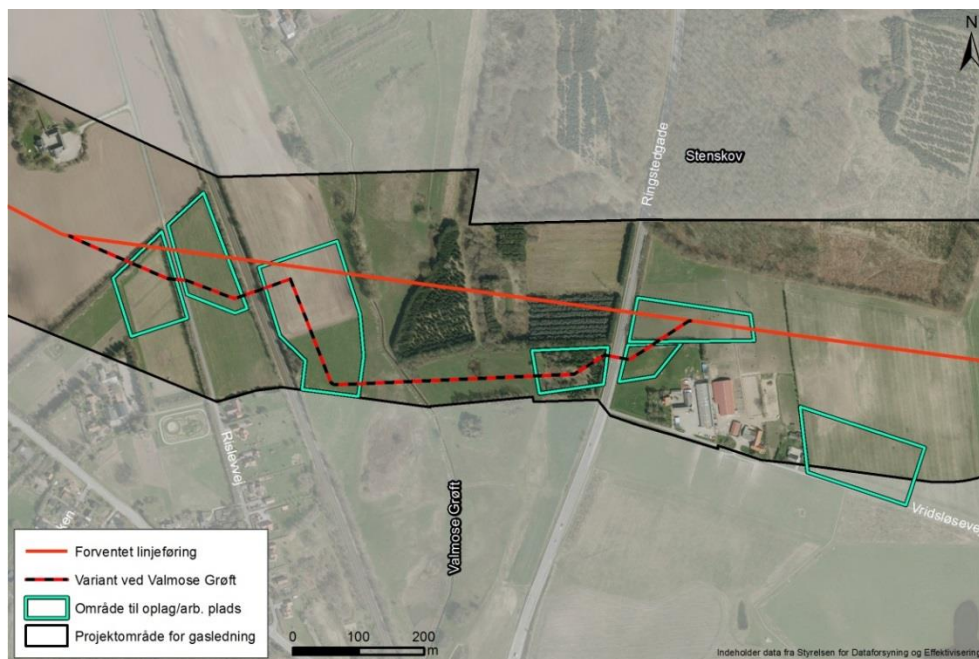 N
Ringstedgade
Stenskov
Rislevvej
Valmose Grøft
Forventet linjeføring
Variant ved Valmose Grøft
Område til oplag/arb. plads
Projektområde for gasledning
0 100 200
m
Indeholder data fra Styrelsen for Dataforsyning og Effektivisering